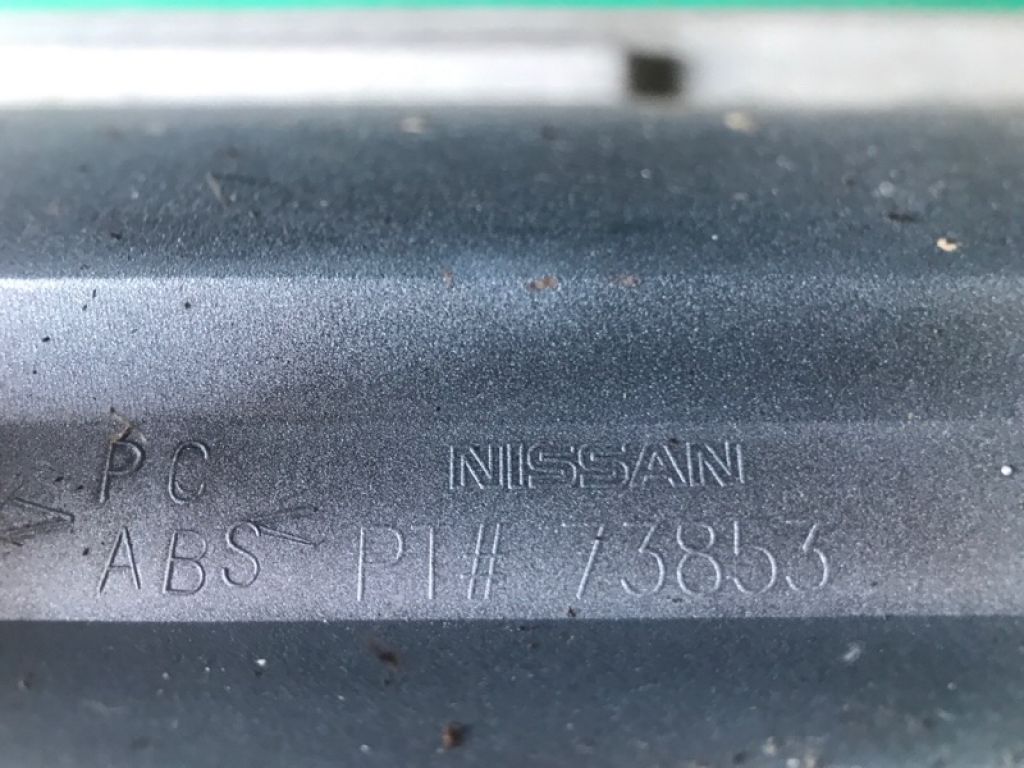 PC
ABS
NISSAN
PT# 73853